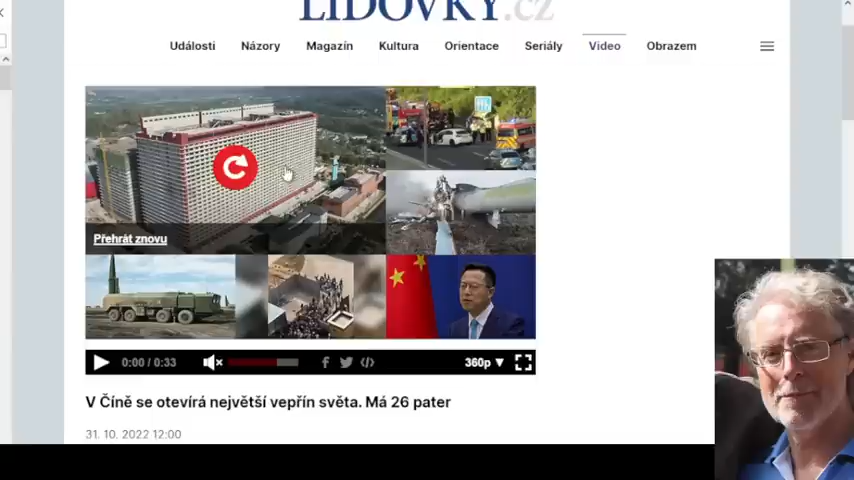 LIDOVKY.cz
Události Názory Magazín Kultura Orientace Seriály Video Obrazem
Přehrát znovu
0:00 / 0:33
360p
V Číně se otevírá největší vepřín světa. Má 26 pater
31. 10. 2022 12:00